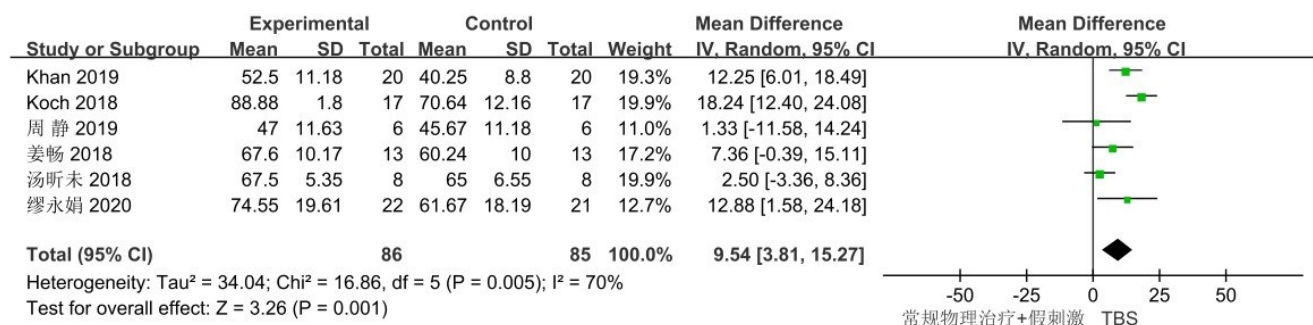 Experimental Control Mean Difference Mean Difference
Study or Subgroup Mean SD Total Mean SD Total Weight IV, Random, 95% CI IV, Random, 95% CI
Khan 2019 52.5 11.18 20 40.25 8.8 20 19.3% 12.25 [6.01, 18.49]
Koch 2018 88.88 1.8 17 70.64 12.16 17 19.9% 18.24 [12.40, 24.08]
周 静 2019 47 11.63 6 45.67 11.18 6 11.0% 1.33 [-11.58, 14.24]
姜畅 2018 67.6 10.17 13 60.24 10 13 17.2% 7.36 [-0.39, 15.11]
汤昕未 2018 67.5 5.35 8 65 6.55 8 19.9% 2.50 [-3.36, 8.36]
缪永娟 2020 74.55 19.61 22 61.67 18.19 21 12.7% 12.88 [1.58, 24.18]
Total (95% CI) 86 85 100.0% 9.54 [3.81, 15.27]
Heterogeneity: Tau² = 34.04; Chi² = 16.86, df = 5 (P = 0.005); I² = 70%
Test for overall effect: Z = 3.26 (P = 0.001)
-50 -25 0 25 50
常规物理治疗+假刺激 TBS